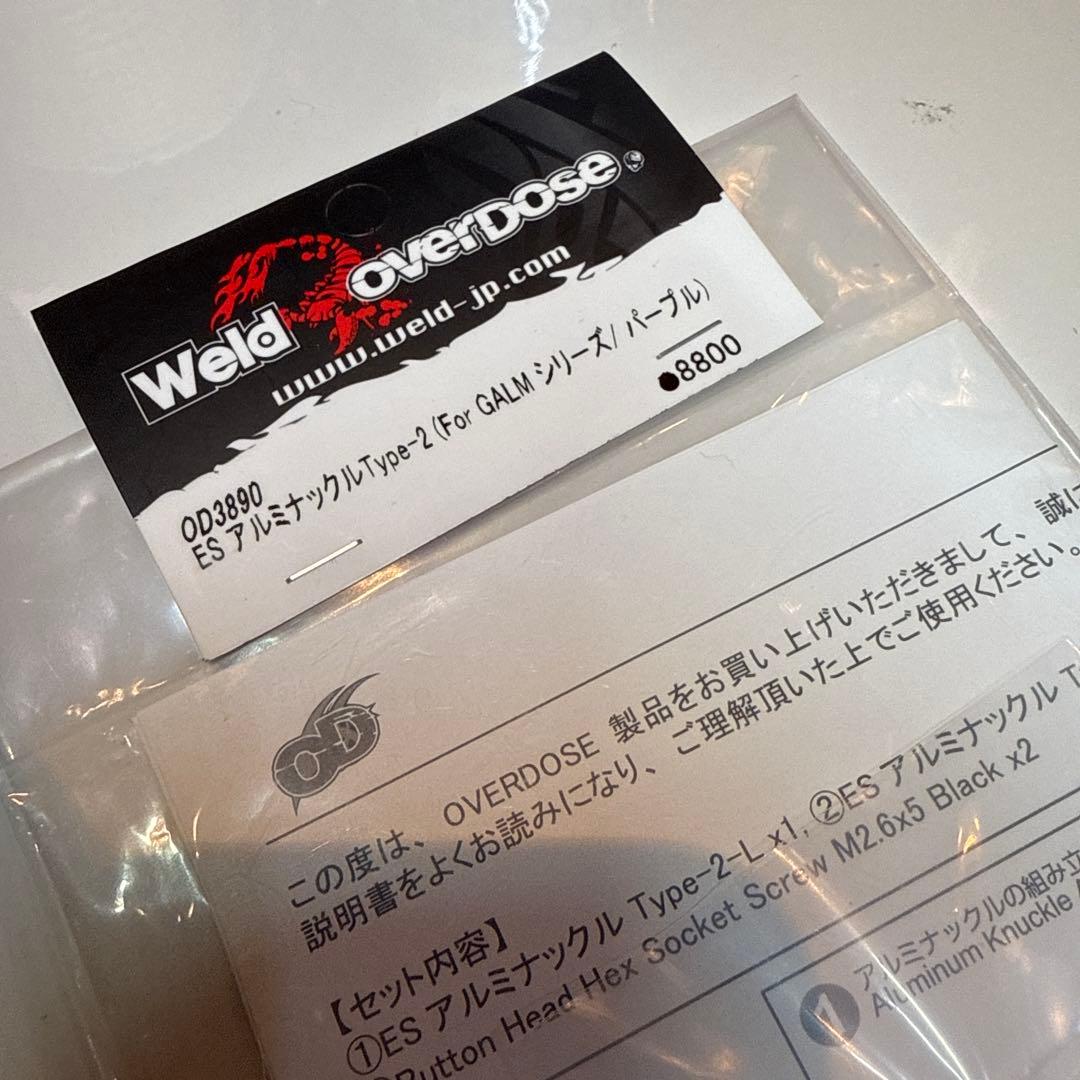 Weld OVERDOSE
www.weld-jp.com
OD3890
ES アルミナックルType-2 (For GALM シリーズ/ パープル)
●8800
O-D
この度は、 OVERDOSE 製品をお買い上げいただきまして、誠に
説明書をよくお読みになり、ご理解頂いた上でご使用ください。
【セット内容】
①ES アルミナックル Type-2-L x1, ②ES アルミナックル T
Button Head Hex Socket Screw M2.6x5 Black x2
1
アルミナックルの組み立
Aluminum Knuckle